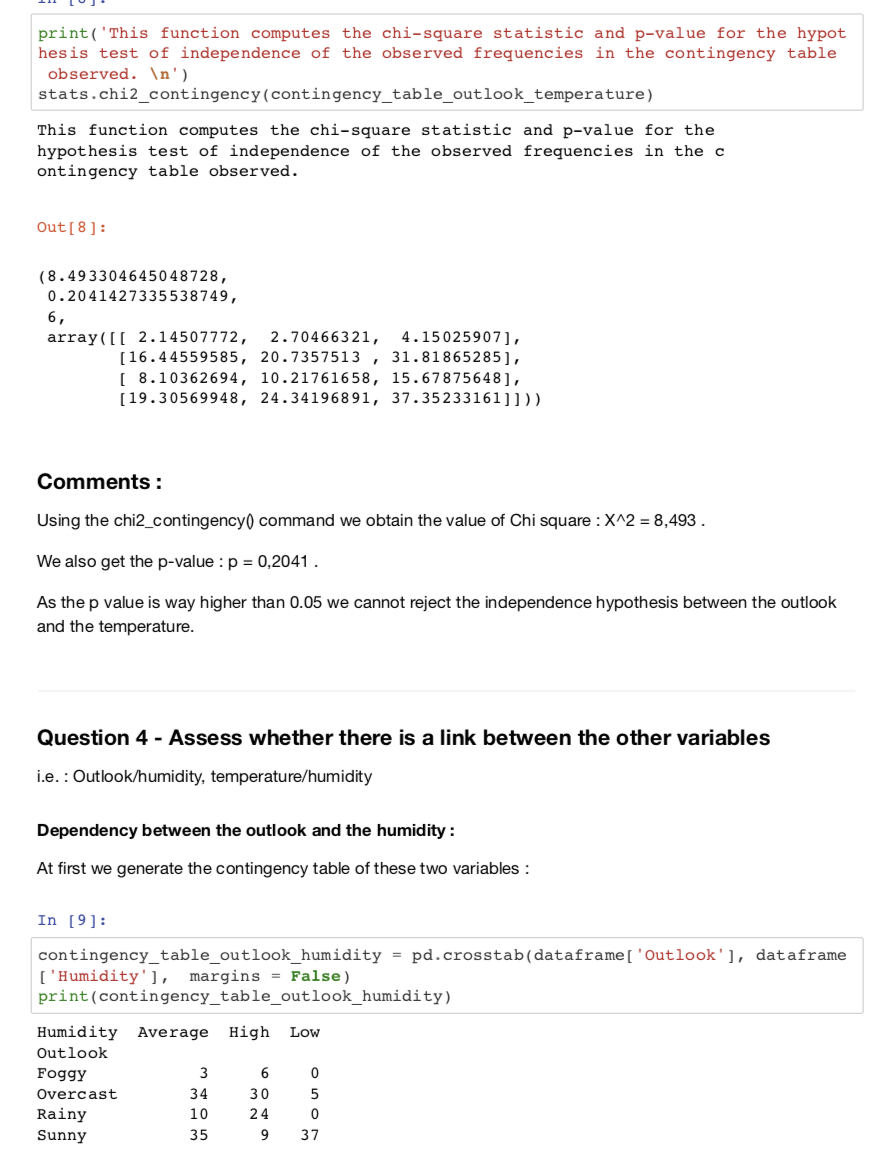 In [8]:
print('This function computes the chi-square statistic and p-value for the hypot
hesis test of independence of the observed frequencies in the contingency table
 observed. \n')
stats.chi2_contingency(contingency_table_outlook_temperature)
This function computes the chi-square statistic and p-value for the
hypothesis test of independence of the observed frequencies in the c
ontingency table observed.
Out[8]:
(8.493304645048728,
 0.2041427335538749,
 6,
 array([[ 2.14507772,  2.70466321,  4.15025907],
        [16.44559585, 20.7357513 , 31.81865285],
        [ 8.10362694, 10.21761658, 15.67875648],
        [19.30569948, 24.34196891, 37.35233161]]))
Comments :
Using the chi2_contingency() command we obtain the value of Chi square : X^2 = 8,493 .
We also get the p-value : p = 0,2041 .
As the p value is way higher than 0.05 we cannot reject the independence hypothesis between the outlook
and the temperature.
Question 4 - Assess whether there is a link between the other variables
i.e. : Outlook/humidity, temperature/humidity
Dependency between the outlook and the humidity :
At first we generate the contingency table of these two variables :
In [9]:
contingency_table_outlook_humidity = pd.crosstab(dataframe['Outlook'], dataframe
['Humidity'],  margins = False)
print(contingency_table_outlook_humidity)
Humidity  Average  High  Low
Outlook
Foggy           3     6    0
Overcast       34    30    5
Rainy          10    24    0
Sunny          35     9   37